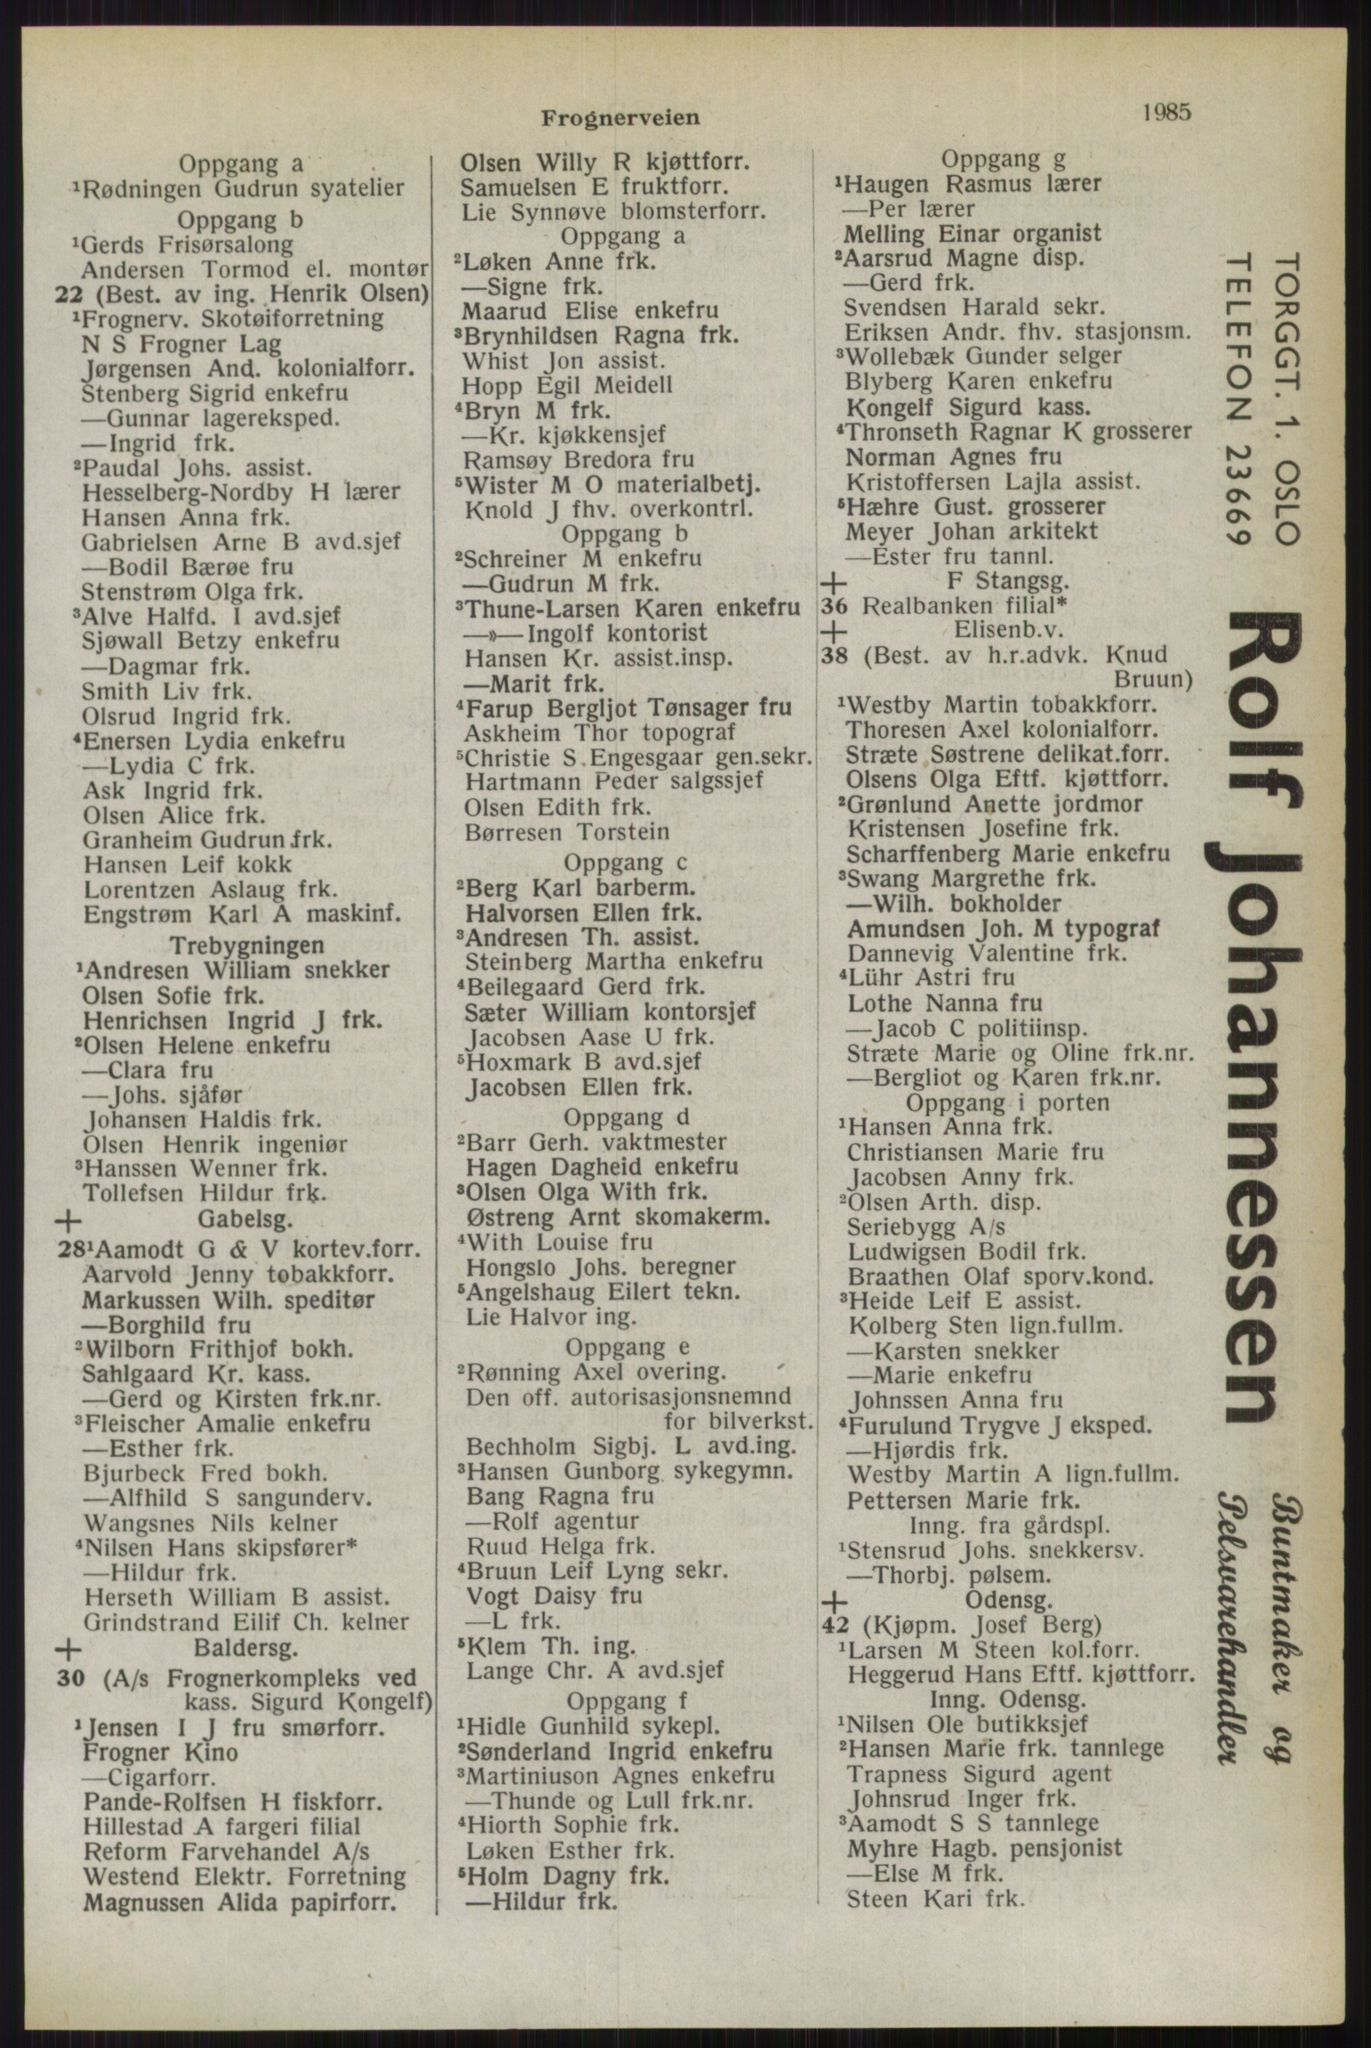 Frognerveien
1985
Oppgang a
¹Rødningen Gudrun syatelier
Oppgang b
¹Gerds Frisørsalong
Andersen Tormod el. montør
22 (Best. av ing. Henrik Olsen)
¹Frognerv. Skotøiforretning
N S Frogner Lag
Jørgensen And. kolonialforr.
Stenberg Sigrid enkefru
—Gunnar lagereksped.
—Ingrid frk.
²Paudal Johs. assist.
Hesselberg-Nordby H lærer
Hansen Anna frk.
Gabrielsen Arne B avd.sjef
—Bodil Bærøe fru
Stenstrøm Olga frk.
³Alve Halfd. I avd.sjef
Sjøwall Betzy enkefru
—Dagmar frk.
Smith Liv frk.
Olsrud Ingrid frk.
⁴Enersen Lydia enkefru
—Lydia C frk.
Ask Ingrid frk.
Olsen Alice frk.
Granheim Gudrun frk.
Hansen Leif kokk
Lorentzen Aslaug frk.
Engstrøm Karl A maskinf.
Trebygningen
¹Andresen William snekker
Olsen Sofie frk.
Henrichsen Ingrid J frk.
²Olsen Helene enkefru
—Clara fru
—Johs. sjåfør
Johansen Haldis frk.
Olsen Henrik ingeniør
³Hanssen Wenner frk.
Tollefsen Hildur frk.
+ Gabelsg.
28¹Aamodt G & V kortev.forr.
Aarvold Jenny tobakkforr.
Markussen Wilh. speditør
—Borghild fru
²Wilborn Frithjof bokh.
Sahlgaard Kr. kass.
—Gerd og Kirsten frk.nr.
³Fleischer Amalie enkefru
—Esther frk.
Bjurbeck Fred bokh.
—Alfhild S sangunderv.
Wangsnes Nils kelner
⁴Nilsen Hans skipsfører*
—Hildur frk.
Herseth William B assist.
Grindstrand Eilif Ch. kelner
+ Baldersg.
30 (A/s Frognerkompleks ved
kass. Sigurd Kongelf)
¹Jensen I J fru smørforr.
Frogner Kino
—Cigarforr.
Pande-Rolfsen H fiskforr.
Hillestad A fargeri filial
Reform Farvehandel A/s
Westend Elektr. Forretning
Magnussen Alida papirforr.
Olsen Willy R kjøttforr.
Samuelsen E fruktforr.
Lie Synnøve blomsterforr.
Oppgang a
²Løken Anne frk.
—Signe frk.
Maarud Elise enkefru
³Brynhildsen Ragna frk.
Whist Jon assist.
Hopp Egil Meidell
⁴Bryn M frk.
—Kr. kjøkkensjef
Ramsøy Bredora fru
⁵Wister M O materialbetj.
Knold J fhv. overkontrl.
Oppgang b
²Schreiner M enkefru
—Gudrun M frk.
³Thune-Larsen Karen enkefru
—»—Ingolf kontorist
Hansen Kr. assist.insp.
—Marit frk.
⁴Farup Bergljot Tønsager fru
Askheim Thor topograf
⁵Christie S Engesgaar gen.sekr.
Hartmann Peder salgssjef
Olsen Edith frk.
Børresen Torstein
Oppgang c
²Berg Karl barberm.
Halvorsen Ellen frk.
³Andresen Th. assist.
Steinberg Martha enkefru
⁴Beilegaard Gerd frk.
Sæter William kontorsjef
Jacobsen Aase U frk.
⁵Hoxmark B avd.sjef
Jacobsen Ellen frk.
Oppgang d
²Barr Gerh. vaktmester
Hagen Dagheid enkefru
³Olsen Olga With frk.
Østreng Arnt skomakerm.
⁴With Louise fru
Hongslo Johs. beregner
⁵Angelshaug Eilert tekn.
Lie Halvor ing.
Oppgang e
²Rønning Axel overing.
Den off. autorisasjonsnemnd
for bilverkst.
Bechholm Sigbj. L avd.ing.
³Hansen Gunborg sykegymn.
Bang Ragna fru
—Rolf agentur
Ruud Helga frk.
⁴Bruun Leif Lyng sekr.
Vogt Daisy fru
—L frk.
⁵Klem Th. ing.
Lange Chr. A avd.sjef
Oppgang f
¹Hidle Gunhild sykepl.
²Sønderland Ingrid enkefru
³Martiniuson Agnes enkefru
—Thunde og Lull frk.nr.
⁴Hiorth Sophie frk.
Løken Esther frk.
⁵Holm Dagny frk.
—Hildur frk.
Oppgang g
¹Haugen Rasmus lærer
—Per lærer
Melling Einar organist
²Aarsrud Magne disp.
—Gerd frk.
Svendsen Harald sekr.
Eriksen Andr. fhv. stasjonsm.
³Wollebæk Gunder selger
Blyberg Karen enkefru
Kongelf Sigurd kass.
⁴Thronseth Ragnar K grosserer
Norman Agnes fru
Kristoffersen Lajla assist.
⁵Hæhre Gust. grosserer
Meyer Johan arkitekt
—Ester fru tannl.
+ F Stangsg.
36 Realbanken filial*
+ Elisenb.v.
38 (Best. av h.r.advk. Knud
Bruun)
¹Westby Martin tobakkforr.
Thoresen Axel kolonialforr.
Stræte Søstrene delikat.forr.
Olsens Olga Eftf. kjøttforr.
²Grønlund Anette jordmor
Kristensen Josefine frk.
Scharffenberg Marie enkefru
³Swang Margrethe frk.
—Wilh. bokholder
Amundsen Joh. M typograf
Dannevig Valentine frk.
⁴Lühr Astri fru
Lothe Nanna fru
—Jacob C politiinsp.
Stræte Marie og Oline frk.nr.
—Bergliot og Karen frk.nr.
Oppgang i porten
¹Hansen Anna frk.
Christiansen Marie fru
Jacobsen Anny frk.
²Olsen Arth. disp.
Seriebygg A/s
Ludwigsen Bodil frk.
Braathen Olaf sporv.kond.
³Heide Leif E assist.
Kolberg Sten lign.fullm.
—Karsten snekker
—Marie enkefru
Johnssen Anna fru
⁴Furulund Trygve J eksped.
—Hjørdis frk.
Westby Martin A lign.fullm.
Pettersen Marie frk.
Inng. fra gårdspl.
¹Stensrud Johs. snekkersv.
—Thorbj. pølsem.
+ Odensg.
42 (Kjøpm. Josef Berg)
¹Larsen M Steen kol.forr.
Heggerud Hans Eftf. kjøttforr.
Inng. Odensg.
¹Nilsen Ole butikksjef
²Hansen Marie frk. tannlege
Trapness Sigurd agent
Johnsrud Inger frk.
³Aamodt S S tannlege
Myhre Hagb. pensjonist
—Else M frk.
Steen Kari frk.
TORGGT. 1. OSLO
TELEFON 23669
Rolf Johannessen
Buntmaker og
Pelsvarehandler